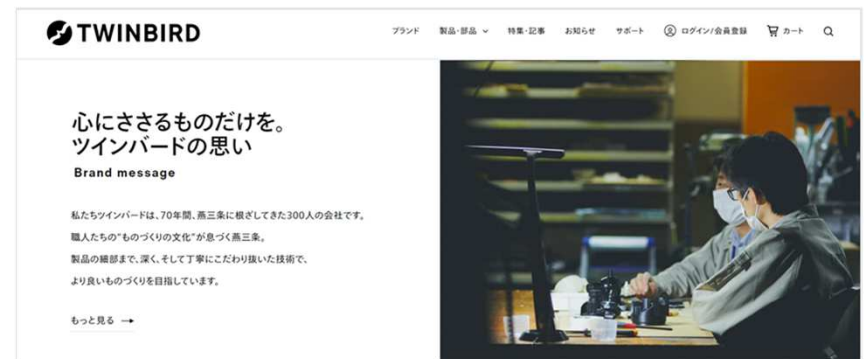 TWINBIRD
ブランド 製品・部品 特集・記事 お知らせ サポート ログイン/会員登録 カート
心にささるものだけを。
ツインバードの思い
Brand message
私たちツインバードは、70年間、燕三条に根ざしてきた300人の会社です。
職人たちの"ものづくりの文化"が息づく燕三条。
製品の細部まで、深く、そして丁寧にこだわり抜いた技術で、
より良いものづくりを目指しています。
もっと見る →